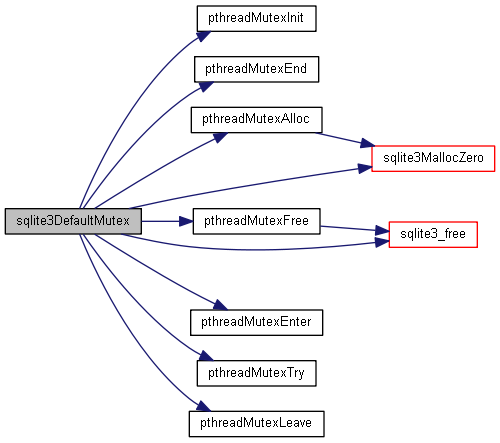 pthreadMutexInit
pthreadMutexEnd
pthreadMutexAlloc
sqlite3MallocZero
sqlite3DefaultMutex
pthreadMutexFree
sqlite3_free
pthreadMutexEnter
pthreadMutexTry
pthreadMutexLeave